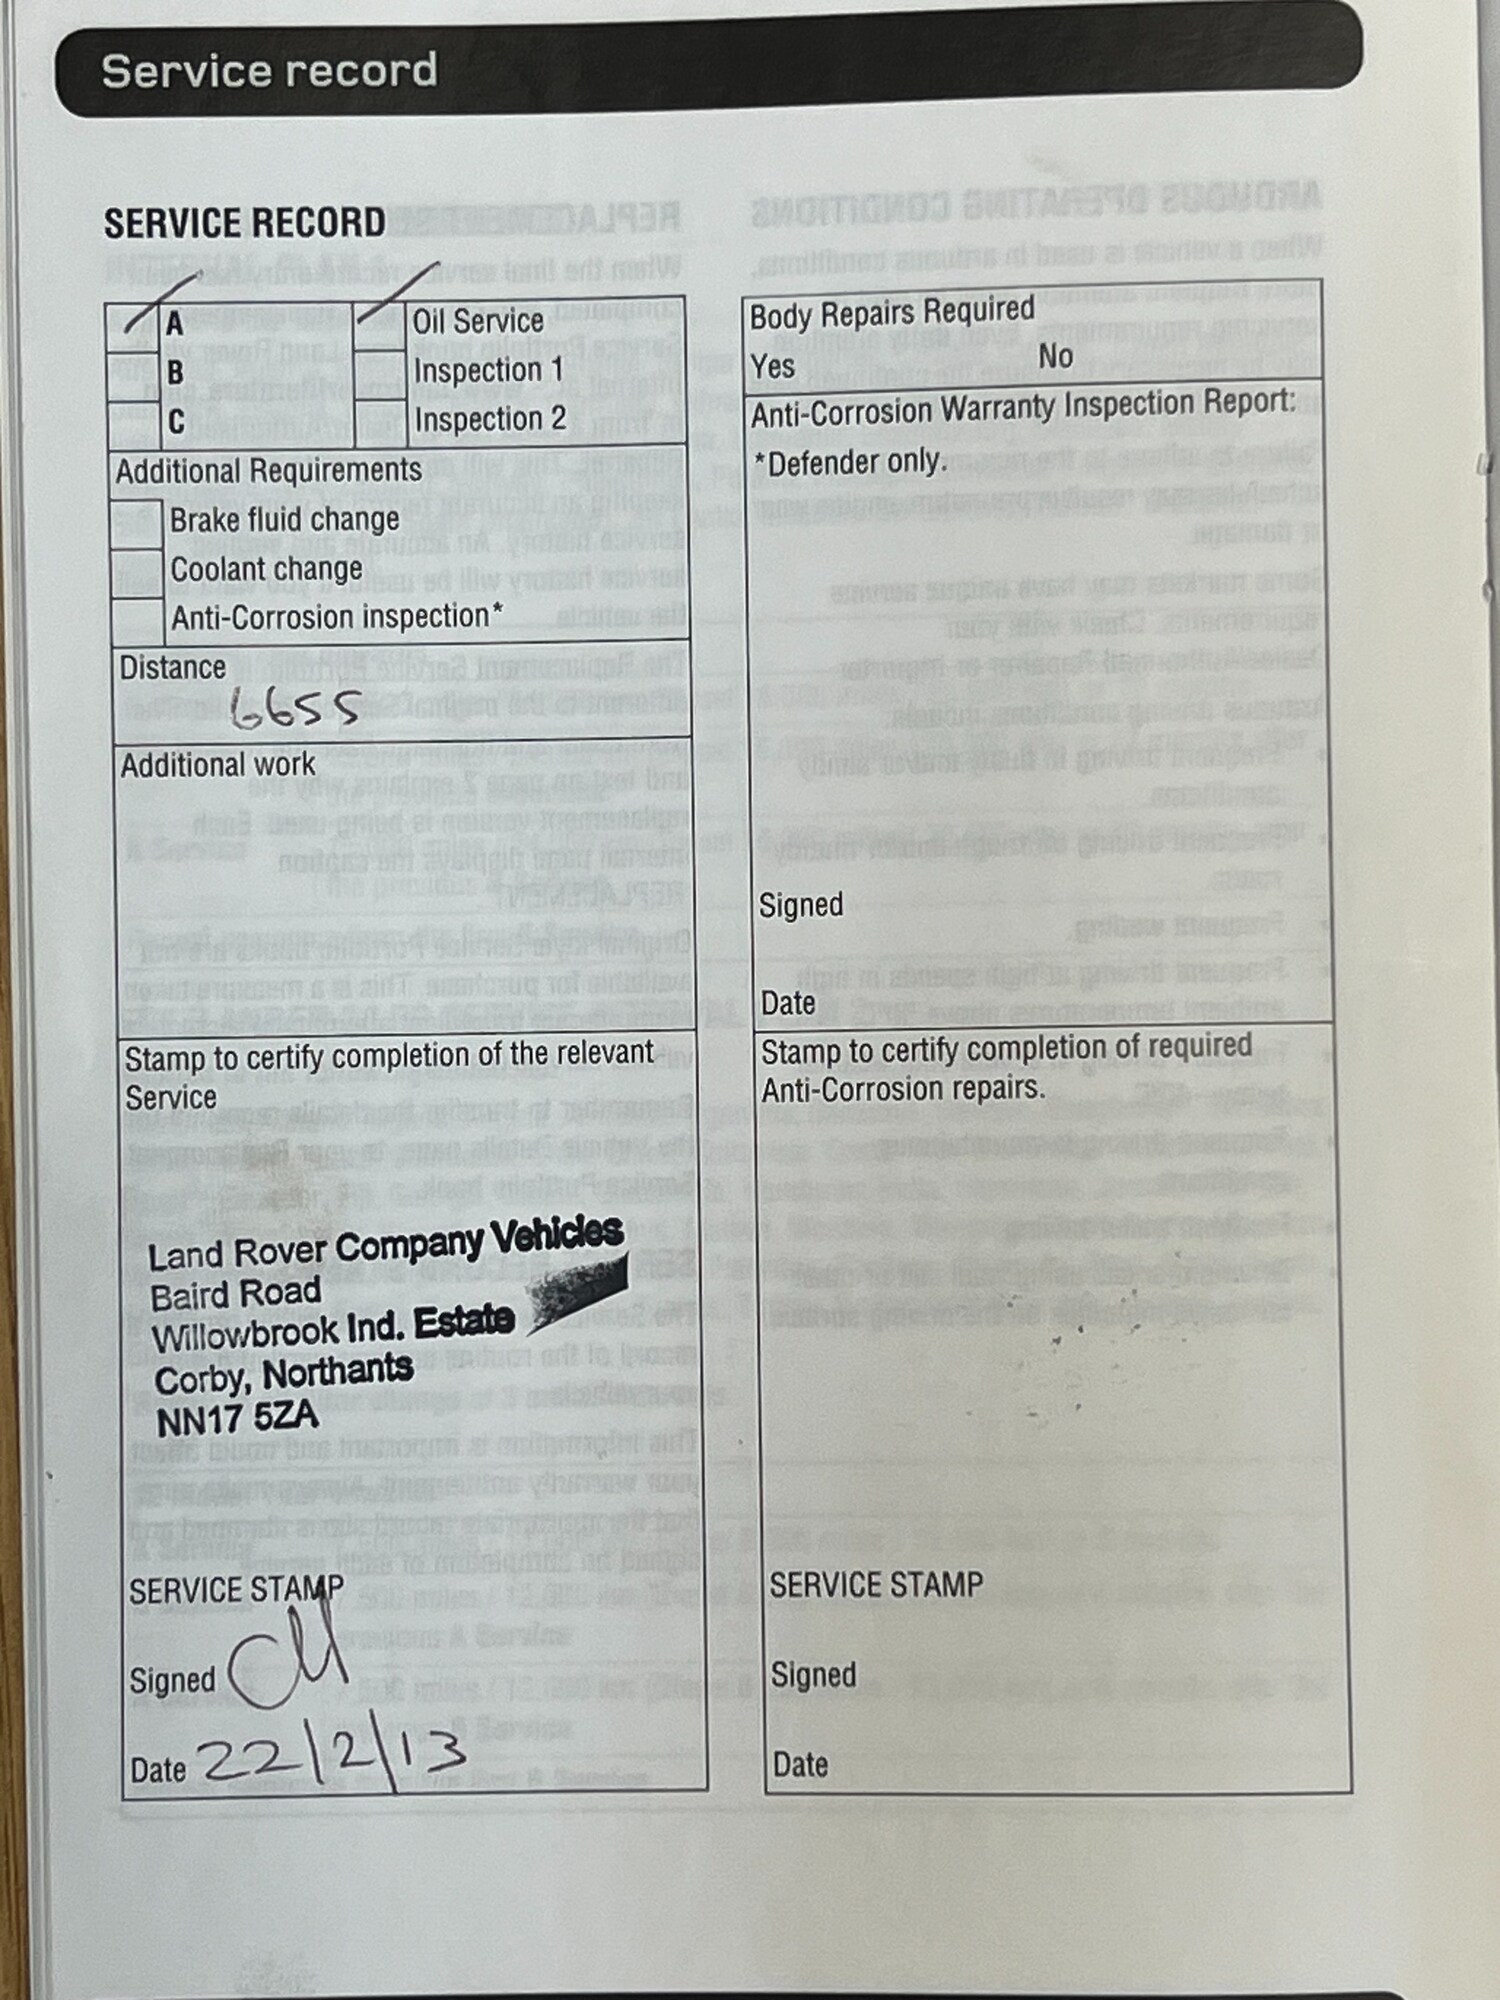 Service record
SERVICE RECORD
A
Oil Service
B
Inspection 1
C
Inspection 2
Additional Requirements
Brake fluid change
Coolant change
Anti-Corrosion inspection*
Distance
6655
Additional work
Stamp to certify completion of the relevant
Service
Land Rover Company Vehicles
Baird Road
Willowbrook Ind. Estate
Corby, Northants
NN17 5ZA
SERVICE STAMP
Signed
Date 22/2/13
Body Repairs Required
Yes No
Anti-Corrosion Warranty Inspection Report:
*Defender only.
Signed
Date
Stamp to certify completion of required
Anti-Corrosion repairs.
SERVICE STAMP
Signed
Date